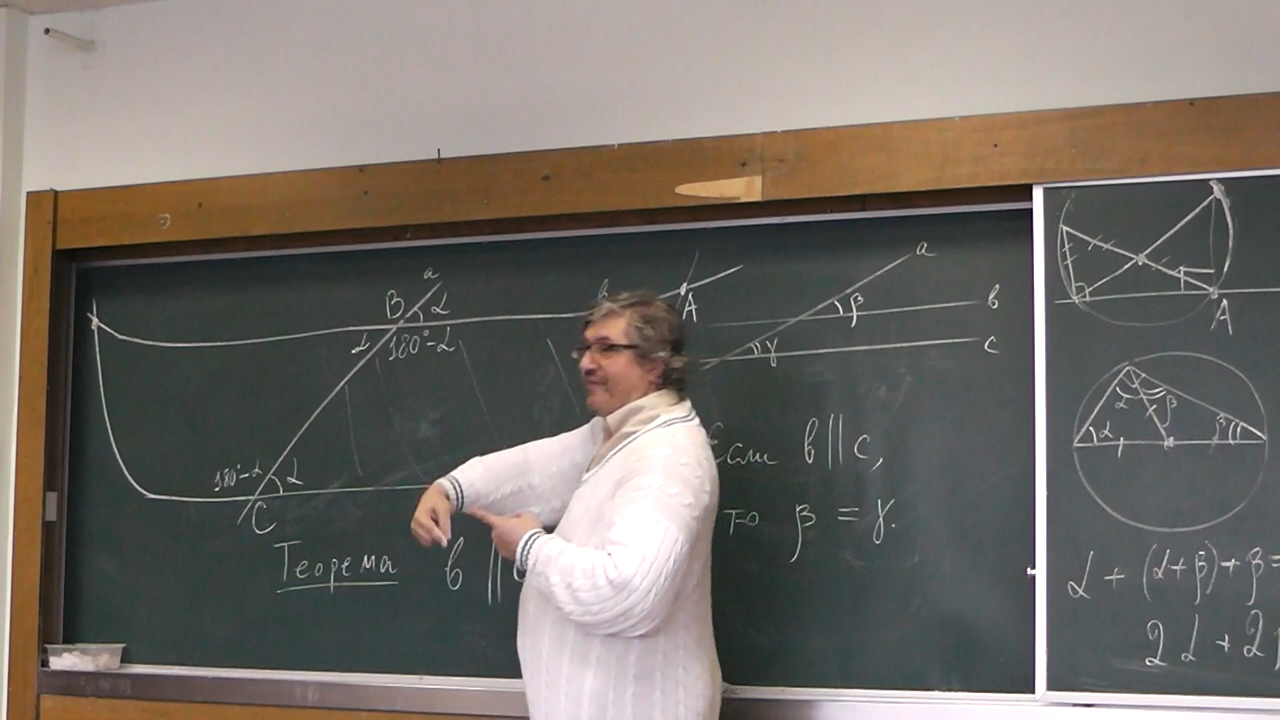 a
B α
α 180°-α
180°-α α
C
Теорема b ||
A
a
β b
γ c
Если b || c,
то β = γ.
A
α β
α β
α + (α+β) + β =
2α + 2